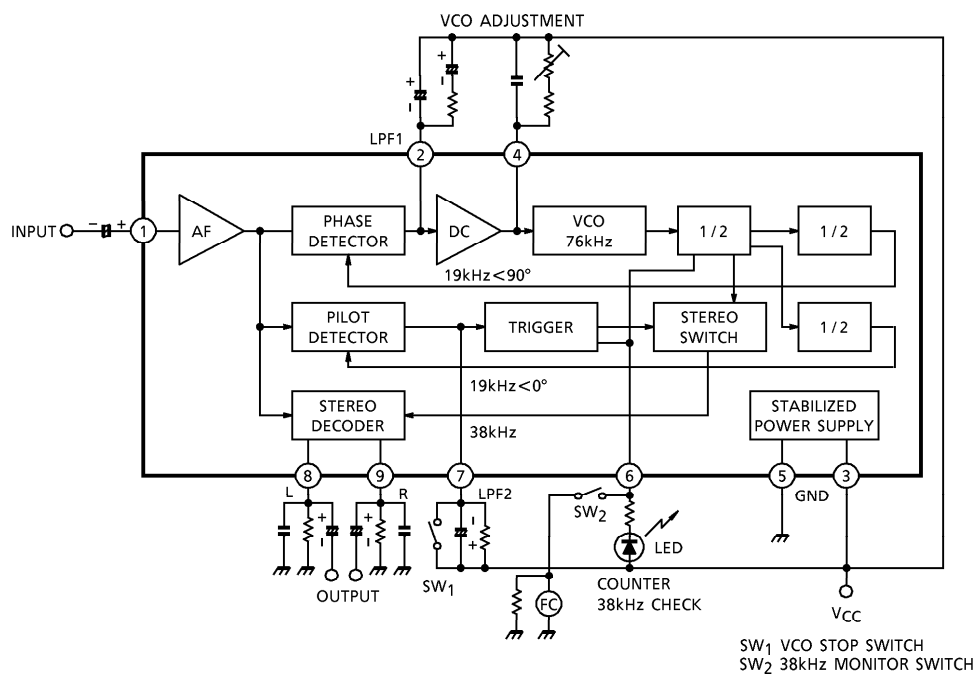 VCO ADJUSTMENT
+
−
+
−
LPF1
2
4
INPUT
− +
1
AF
PHASE
DETECTOR
DC
VCO
76kHz
1/2
1/2
19kHz<90°
PILOT
DETECTOR
TRIGGER
STEREO
SWITCH
1/2
19kHz<0°
STEREO
DECODER
38kHz
STABILIZED
POWER SUPPLY
8
9
7
6
5
3
L
R
LPF2
GND
SW2
+
−
+
−
−
+
LED
SW1
OUTPUT
FC
COUNTER
38kHz CHECK
VCC
SW1 VCO STOP SWITCH
SW2 38kHz MONITOR SWITCH